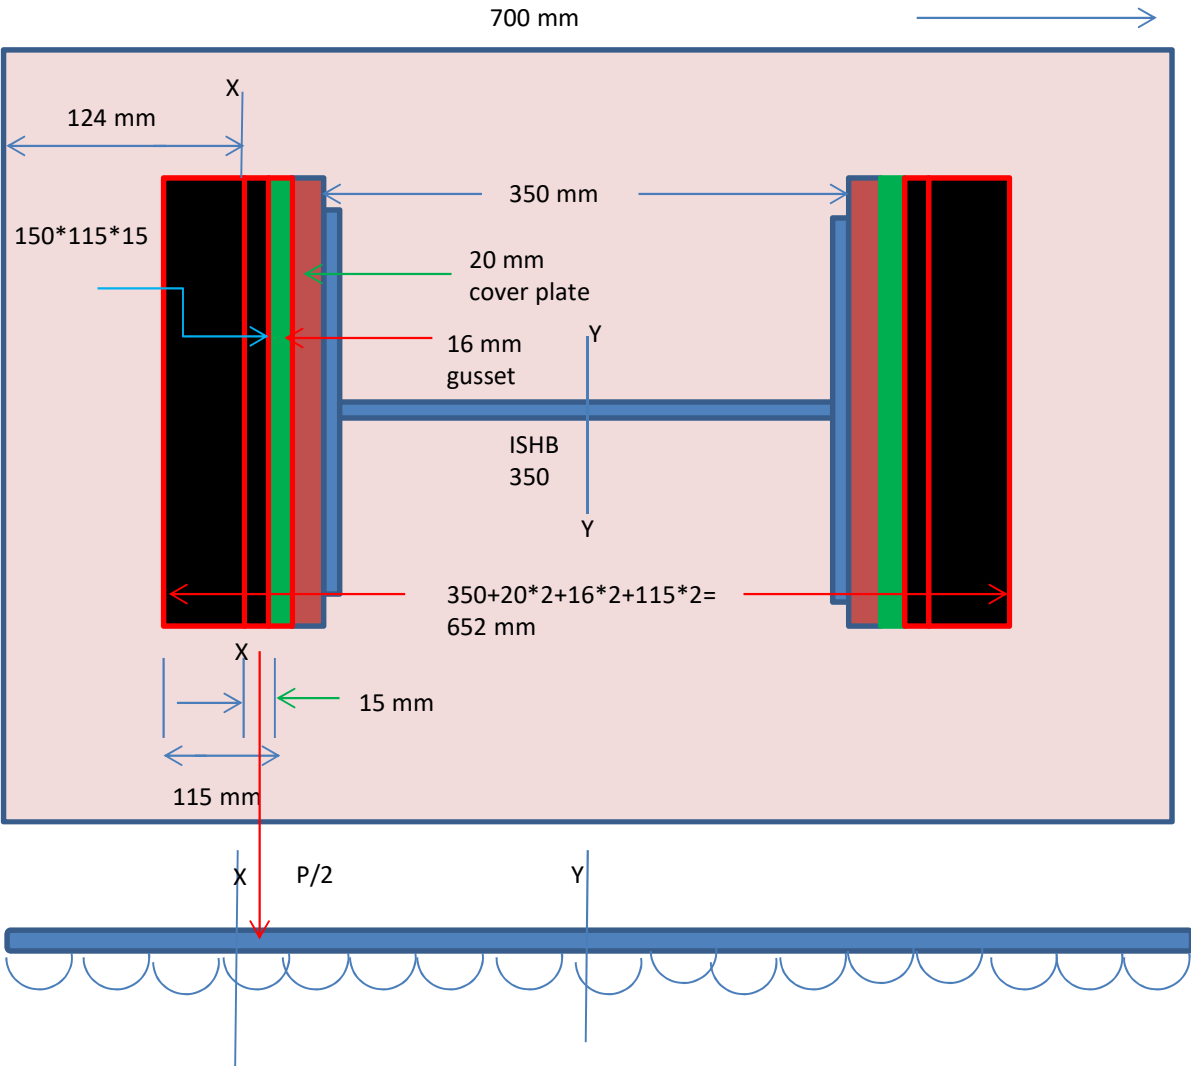 700 mm
X
124 mm
350 mm
150*115*15
20 mm
cover plate
Y
16 mm
gusset
ISHB
350
Y
350+20*2+16*2+115*2=
652 mm
X
15 mm
115 mm
X
P/2
Y